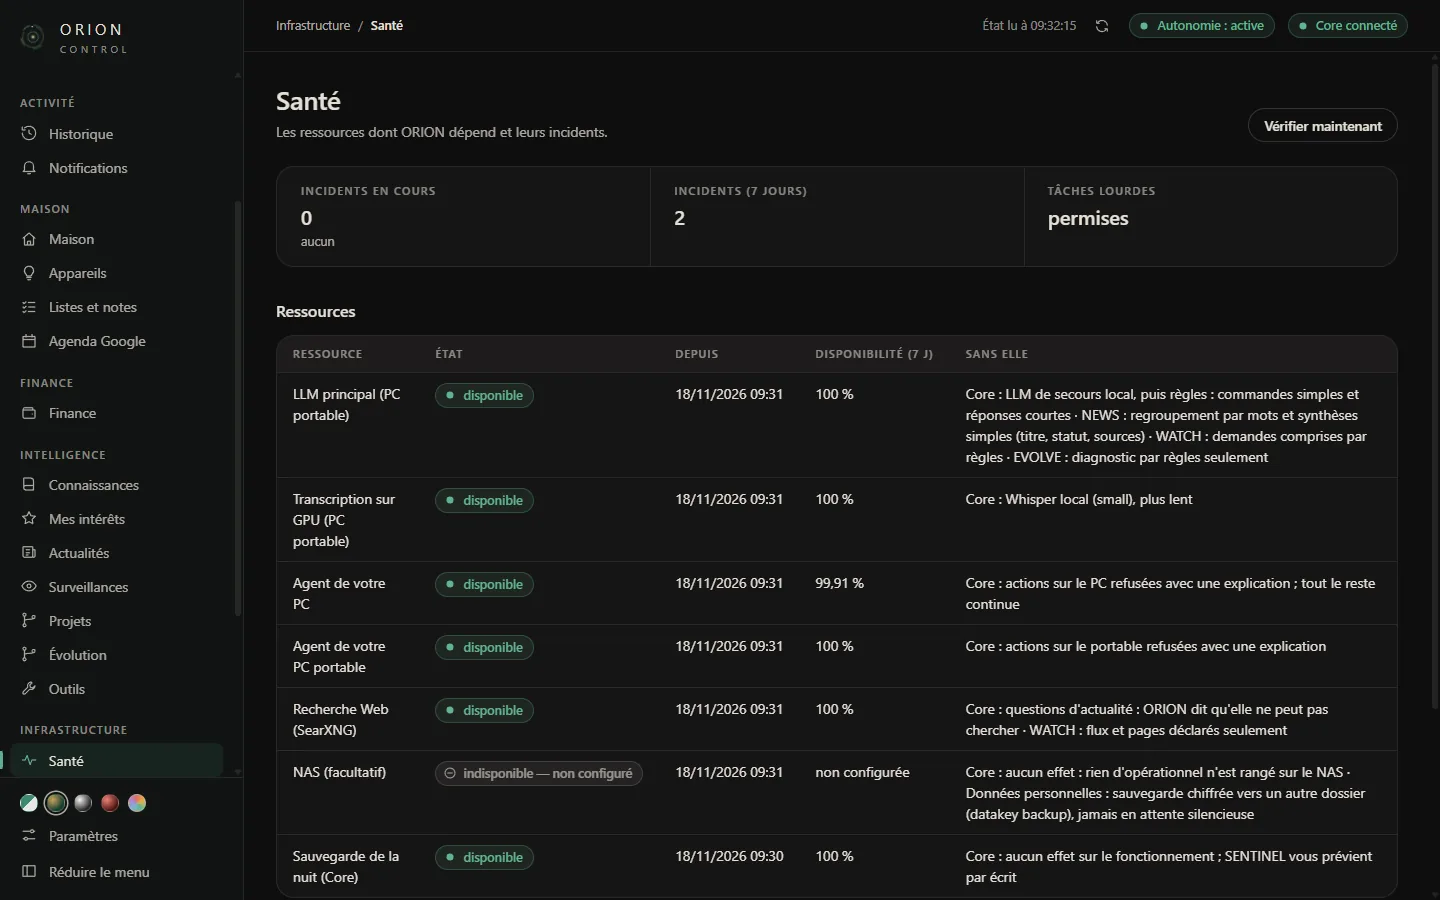 ORION
CONTROL
ACTIVITÉ
Historique
Notifications
MAISON
Maison
Appareils
Listes et notes
Agenda Google
FINANCE
Finance
INTELLIGENCE
Connaissances
Mes intérêts
Actualités
Surveillances
Projets
Évolution
Outils
INFRASTRUCTURE
Santé
Paramètres
Réduire le menu
Infrastructure / Santé
État lu à 09:32:15
Autonomie : active
Core connecté
Santé
Les ressources dont ORION dépend et leurs incidents.
Vérifier maintenant
INCIDENTS EN COURS
0
aucun
INCIDENTS (7 JOURS)
2
TÂCHES LOURDES
permises
Ressources
RESSOURCE ÉTAT DEPUIS DISPONIBILITÉ (7 J) SANS ELLE
LLM principal (PC
portable)
disponible
18/11/2026 09:31
100 %
Core : LLM de secours local, puis règles : commandes simples et
réponses courtes · NEWS : regroupement par mots et synthèses
simples (titre, statut, sources) · WATCH : demandes comprises par
règles · EVOLVE : diagnostic par règles seulement
Transcription sur
GPU (PC
portable)
disponible
18/11/2026 09:31
100 %
Core : Whisper local (small), plus lent
Agent de votre
PC
disponible
18/11/2026 09:31
99,91 %
Core : actions sur le PC refusées avec une explication ; tout le reste
continue
Agent de votre
PC portable
disponible
18/11/2026 09:31
100 %
Core : actions sur le portable refusées avec une explication
Recherche Web
(SearXNG)
disponible
18/11/2026 09:31
100 %
Core : questions d'actualité : ORION dit qu'elle ne peut pas
chercher · WATCH : flux et pages déclarés seulement
NAS (facultatif)
indisponible — non configuré
18/11/2026 09:31
non configurée
Core : aucun effet : rien d'opérationnel n'est rangé sur le NAS ·
Données personnelles : sauvegarde chiffrée vers un autre dossier
(datakey backup), jamais en attente silencieuse
Sauvegarde de la
nuit (Core)
disponible
18/11/2026 09:30
100 %
Core : aucun effet sur le fonctionnement ; SENTINEL vous prévient
par écrit